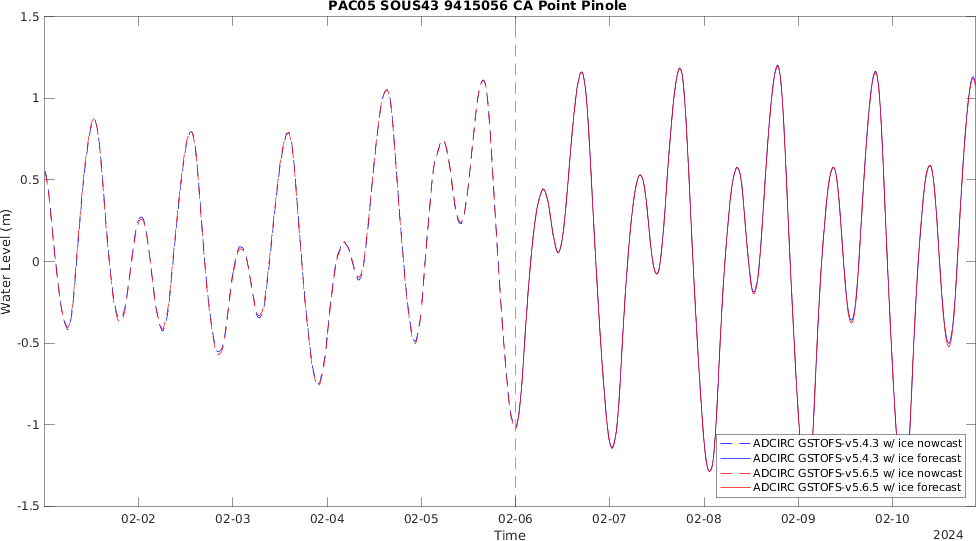 PAC05 SOUS43 9415056 CA Point Pinole
1.5
1
0.5
0
-0.5
-1
-1.5
Water Level (m)
ADCIRC GSTOFS-v5.4.3 w/ ice nowcast
ADCIRC GSTOFS-v5.4.3 w/ ice forecast
ADCIRC GSTOFS-v5.6.5 w/ ice nowcast
ADCIRC GSTOFS-v5.6.5 w/ ice forecast
02-02 02-03 02-04 02-05 02-06 02-07 02-08 02-09 02-10
Time
2024